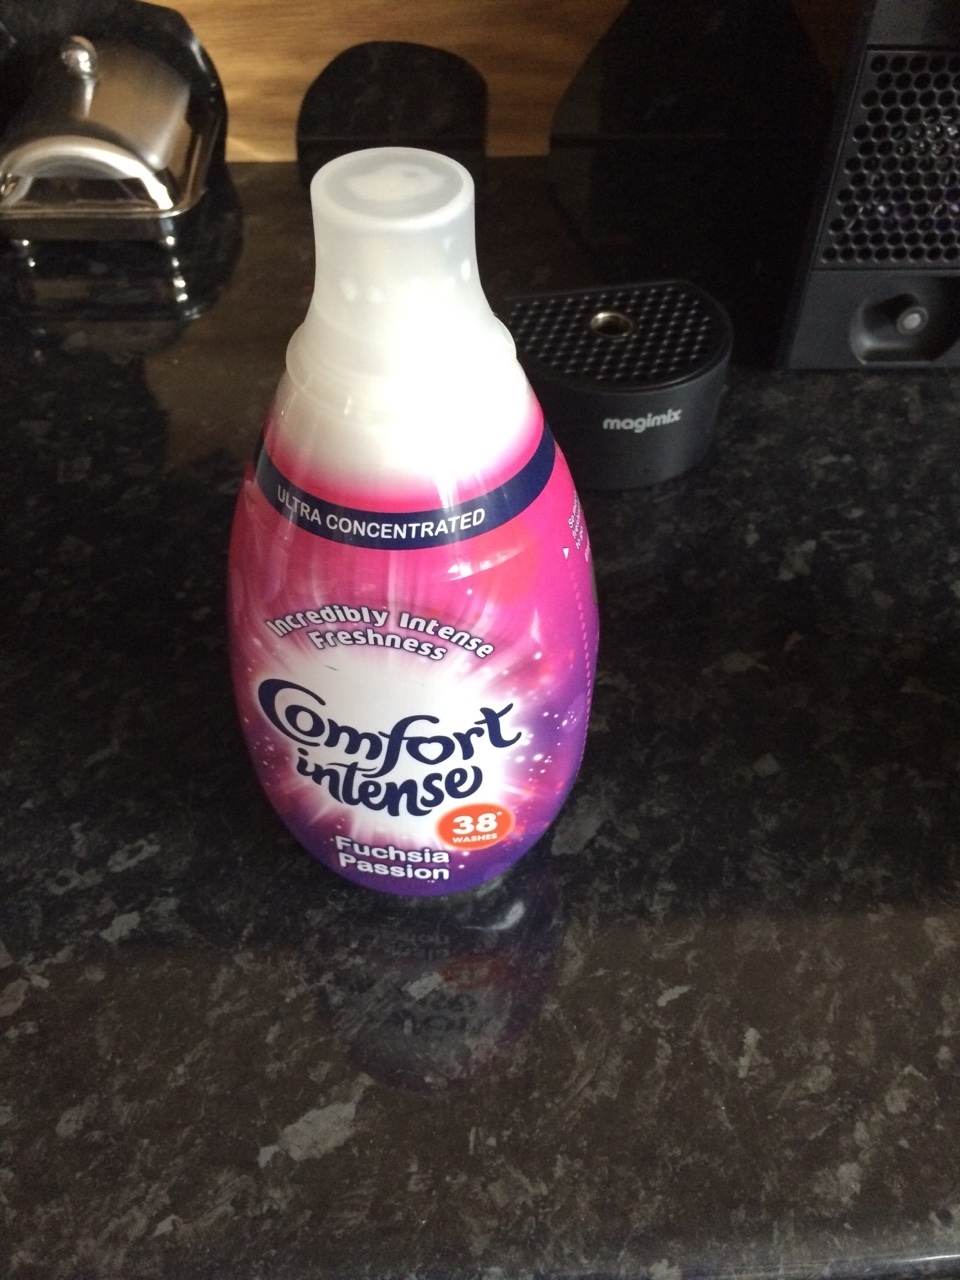 magimix
ULTRA CONCENTRATED
Incredibly Intense
Freshness
Comfort
intense
38
WASHES
Fuchsia
Passion